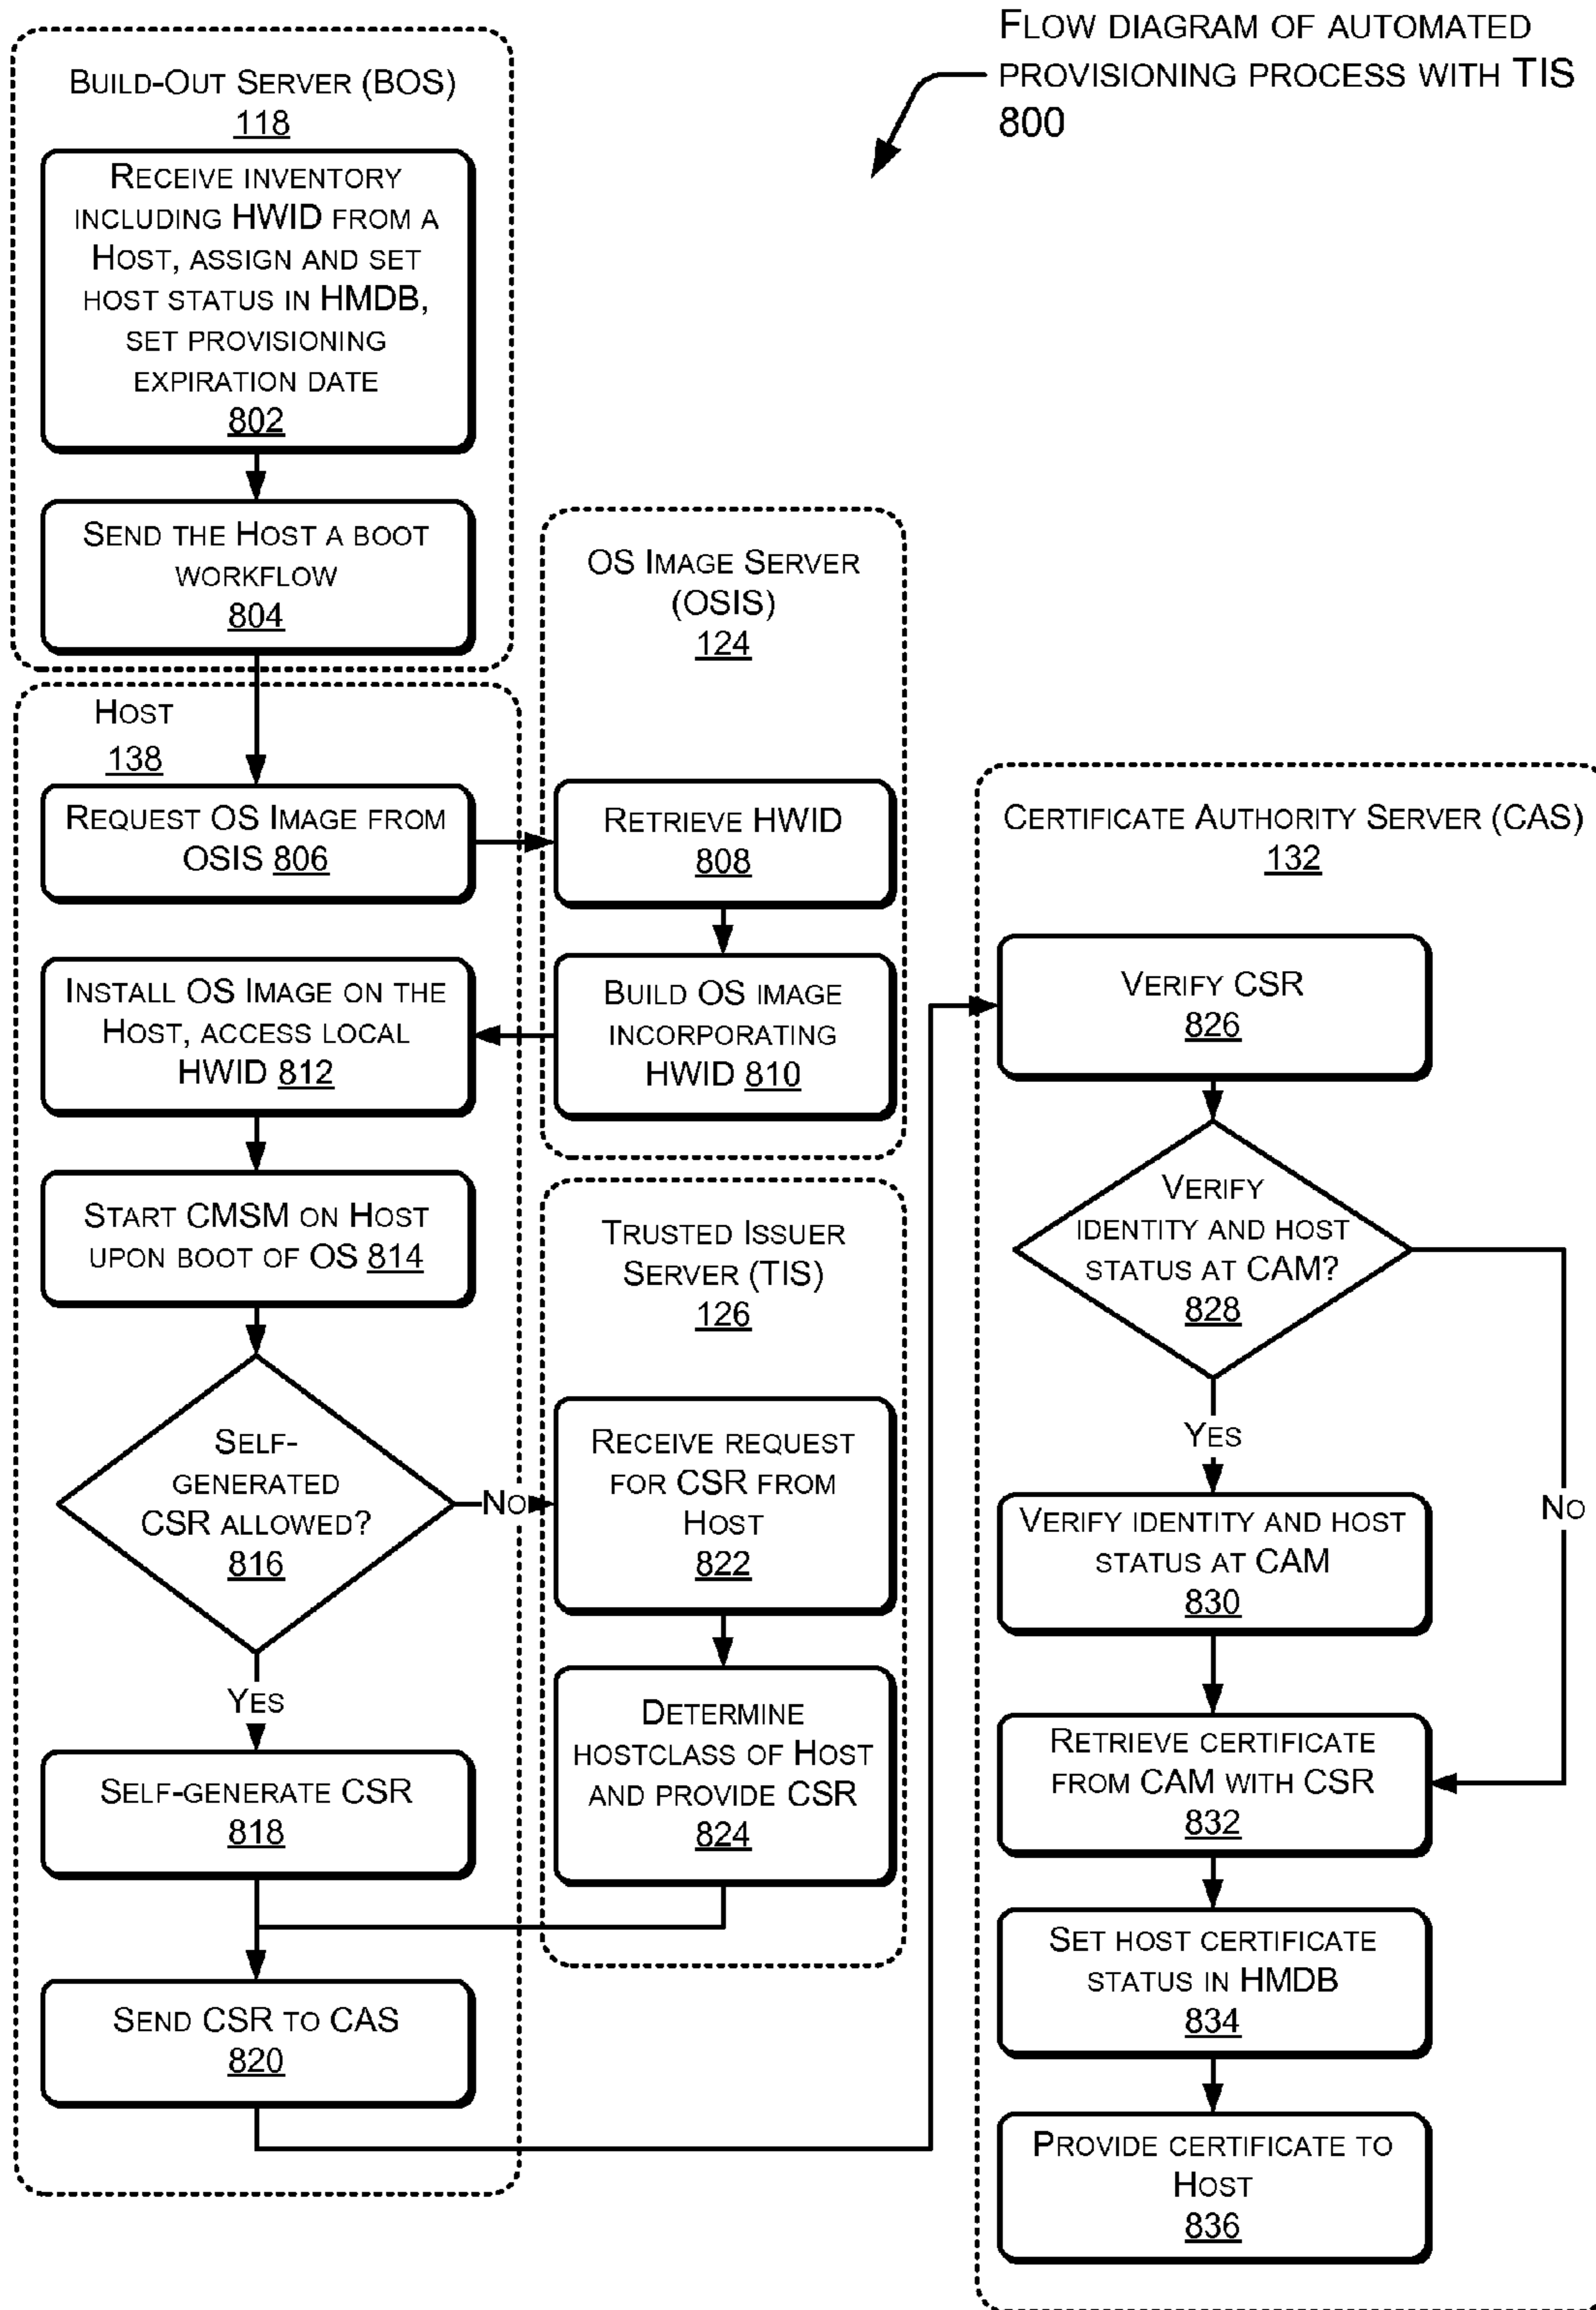 FLOW DIAGRAM OF AUTOMATED
PROVISIONING PROCESS WITH TIS
800
BUILD-OUT SERVER (BOS)
118
RECEIVE INVENTORY
INCLUDING HWID FROM A
HOST, ASSIGN AND SET
HOST STATUS IN HMDB,
SET PROVISIONING
EXPIRATION DATE
802
SEND THE HOST A BOOT
WORKFLOW
804
HOST
138
REQUEST OS IMAGE FROM
OSIS 806
OS IMAGE SERVER
(OSIS)
124
RETRIEVE HWID
808
BUILD OS IMAGE
INCORPORATING
HWID 810
INSTALL OS IMAGE ON THE
HOST, ACCESS LOCAL
HWID 812
START CMSM ON HOST
UPON BOOT OF OS 814
SELF-
GENERATED
CSR ALLOWED?
816
NO
YES
SELF-GENERATE CSR
818
SEND CSR TO CAS
820
TRUSTED ISSUER
SERVER (TIS)
126
RECEIVE REQUEST
FOR CSR FROM
HOST
822
DETERMINE
HOSTCLASS OF HOST
AND PROVIDE CSR
824
CERTIFICATE AUTHORITY SERVER (CAS)
132
VERIFY CSR
826
VERIFY
IDENTITY AND HOST
STATUS AT CAM?
828
YES
NO
VERIFY IDENTITY AND HOST
STATUS AT CAM
830
RETRIEVE CERTIFICATE
FROM CAM WITH CSR
832
SET HOST CERTIFICATE
STATUS IN HMDB
834
PROVIDE CERTIFICATE TO
HOST
836